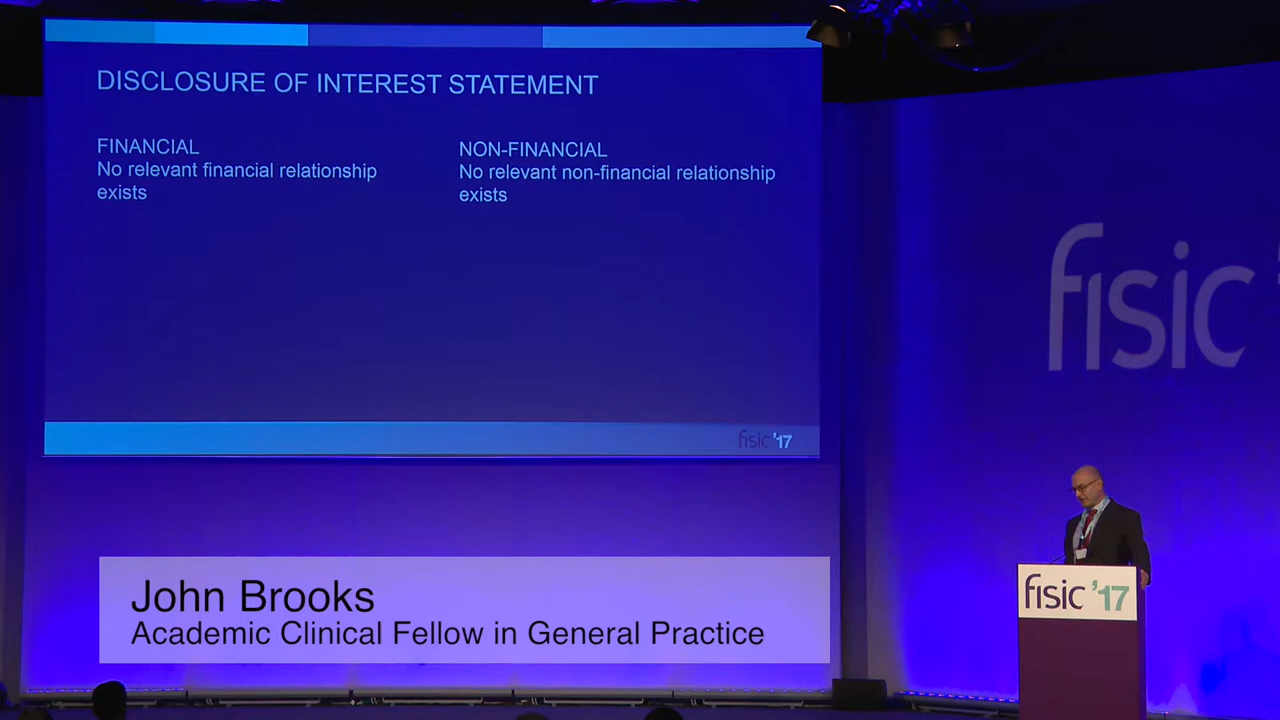 DISCLOSURE OF INTEREST STATEMENT
FINANCIAL
No relevant financial relationship
exists
NON-FINANCIAL
No relevant non-financial relationship
exists
fisic '17
fisic
fisic '17
John Brooks
Academic Clinical Fellow in General Practice